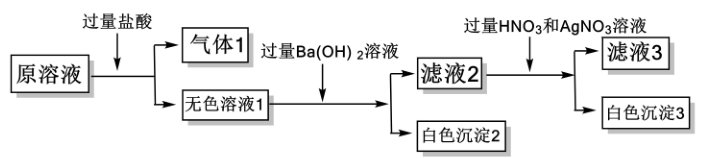 过量盐酸
气体1
过量Ba(OH) 2溶液
过量HNO3和AgNO3溶液
滤液3
原溶液
滤液2
无色溶液1
白色沉淀2
白色沉淀3